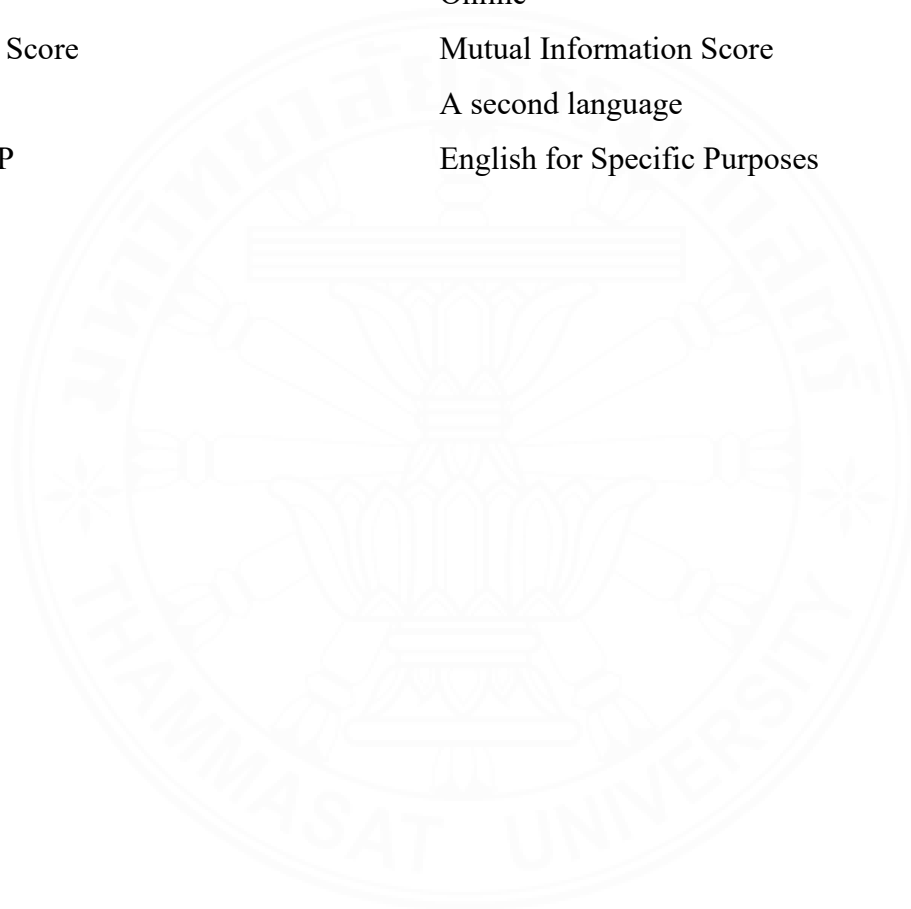 Score Mutual Information Score
A second language
P English for Specific Purposes
THAMMASAT UNIVERSITY